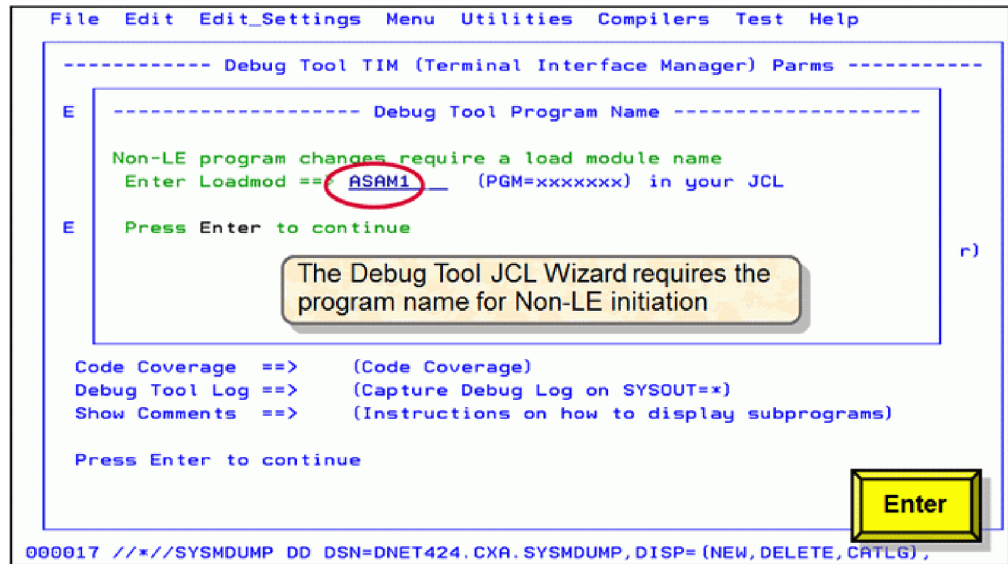 File Edit Edit_Settings Menu Utilities Compilers Test Help
------------ Debug Tool TIM (Terminal Interface Manager) Parms -----------
E -------------------- Debug Tool Program Name --------------------
Non-LE program changes require a load module name
Enter Loadmod ==> ASAM1 __ (PGM=xxxxxxx) in your JCL
E Press Enter to continue
r)
The Debug Tool JCL Wizard requires the
program name for Non-LE initiation
Code Coverage ==> (Code Coverage)
Debug Tool Log ==> (Capture Debug Log on SYSOUT=*)
Show Comments ==> (Instructions on how to display subprograms)
Press Enter to continue
Enter
000017 //*//SYSMDUMP DD DSN=DNET424.CXA.SYSMDUMP,DISP=(NEW,DELETE,CATLG),